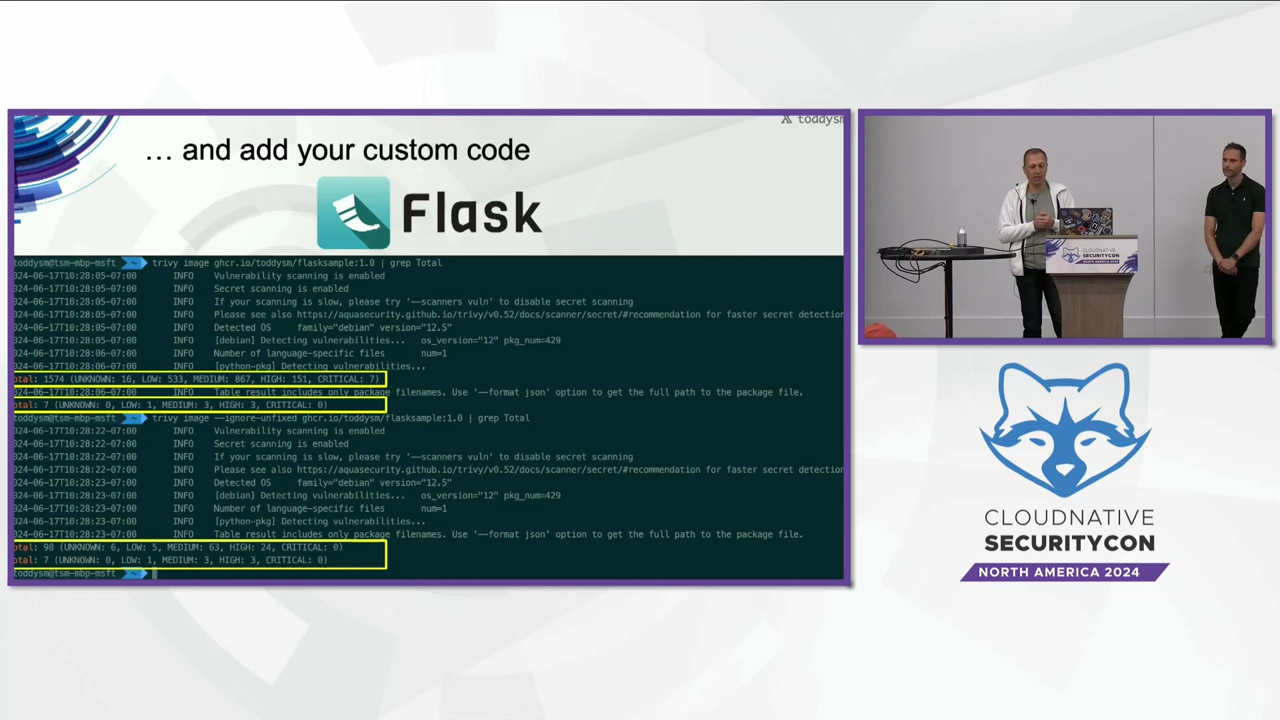 toddysm
… and add your custom code
Flask
toddysm@tsm-mbp-msft ~ trivy image ghcr.io/toddysm/flasksample:1.0 | grep Total
024-06-17T10:28:05-07:00 INFO Vulnerability scanning is enabled
024-06-17T10:28:05-07:00 INFO Secret scanning is enabled
024-06-17T10:28:05-07:00 INFO If your scanning is slow, please try '--scanners vuln' to disable secret scanning
024-06-17T10:28:05-07:00 INFO Please see also https://aquasecurity.github.io/trivy/v0.52/docs/scanner/secret/#recommendation for faster secret detection
024-06-17T10:28:05-07:00 INFO Detected OS family="debian" version="12.5"
024-06-17T10:28:05-07:00 INFO [debian] Detecting vulnerabilities... os_version="12" pkg_num=429
024-06-17T10:28:06-07:00 INFO Number of language-specific files num=1
024-06-17T10:28:06-07:00 INFO [python-pkg] Detecting vulnerabilities...
otal: 1574 (UNKNOWN: 16, LOW: 533, MEDIUM: 867, HIGH: 151, CRITICAL: 7)
024-06-17T10:28:06-07:00 INFO Table result includes only package filenames. Use '--format json' option to get the full path to the package file.
otal: 7 (UNKNOWN: 0, LOW: 1, MEDIUM: 3, HIGH: 3, CRITICAL: 0)
toddysm@tsm-mbp-msft ~ trivy image --ignore-unfixed ghcr.io/toddysm/flasksample:1.0 | grep Total
024-06-17T10:28:22-07:00 INFO Vulnerability scanning is enabled
024-06-17T10:28:22-07:00 INFO Secret scanning is enabled
024-06-17T10:28:22-07:00 INFO If your scanning is slow, please try '--scanners vuln' to disable secret scanning
024-06-17T10:28:22-07:00 INFO Please see also https://aquasecurity.github.io/trivy/v0.52/docs/scanner/secret/#recommendation for faster secret detection
024-06-17T10:28:23-07:00 INFO Detected OS family="debian" version="12.5"
024-06-17T10:28:23-07:00 INFO [debian] Detecting vulnerabilities... os_version="12" pkg_num=429
024-06-17T10:28:23-07:00 INFO Number of language-specific files num=1
024-06-17T10:28:23-07:00 INFO [python-pkg] Detecting vulnerabilities...
024-06-17T10:28:23-07:00 INFO Table result includes only package filenames. Use '--format json' option to get the full path to the package file.
otal: 98 (UNKNOWN: 6, LOW: 5, MEDIUM: 63, HIGH: 24, CRITICAL: 0)
otal: 7 (UNKNOWN: 0, LOW: 1, MEDIUM: 3, HIGH: 3, CRITICAL: 0)
toddysm@tsm-mbp-msft ~
CLOUDNATIVE
SECURITYCON
NORTH AMERICA 2024
CLOUDNATIVE
SECURITYCON
NORTH AMERICA 2024